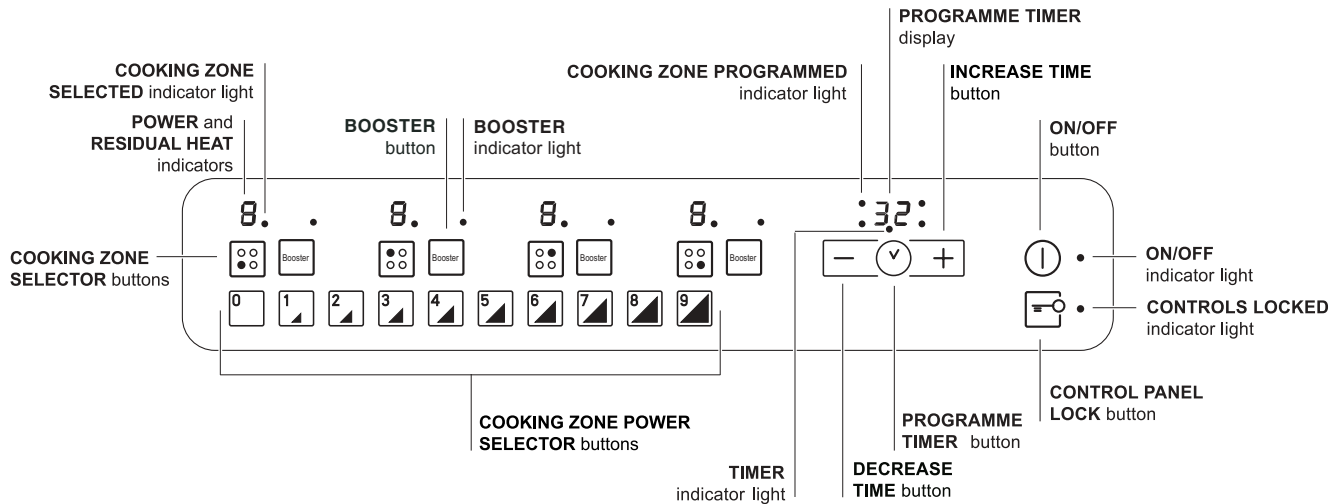 PROGRAMME TIMER
display
COOKING ZONE
SELECTED indicator light
COOKING ZONE PROGRAMMED
indicator light
INCREASE TIME
button
POWER and
RESIDUAL HEAT
indicators
BOOSTER
button
BOOSTER
indicator light
ON/OFF
button
8. 8. 8. 8. 32
COOKING ZONE
SELECTOR buttons
Booster Booster Booster Booster
ON/OFF
indicator light
0 1 2 3 4 5 6 7 8 9
CONTROLS LOCKED
indicator light
COOKING ZONE POWER
SELECTOR buttons
PROGRAMME
TIMER button
CONTROL PANEL
LOCK button
TIMER
indicator light
DECREASE
TIME button